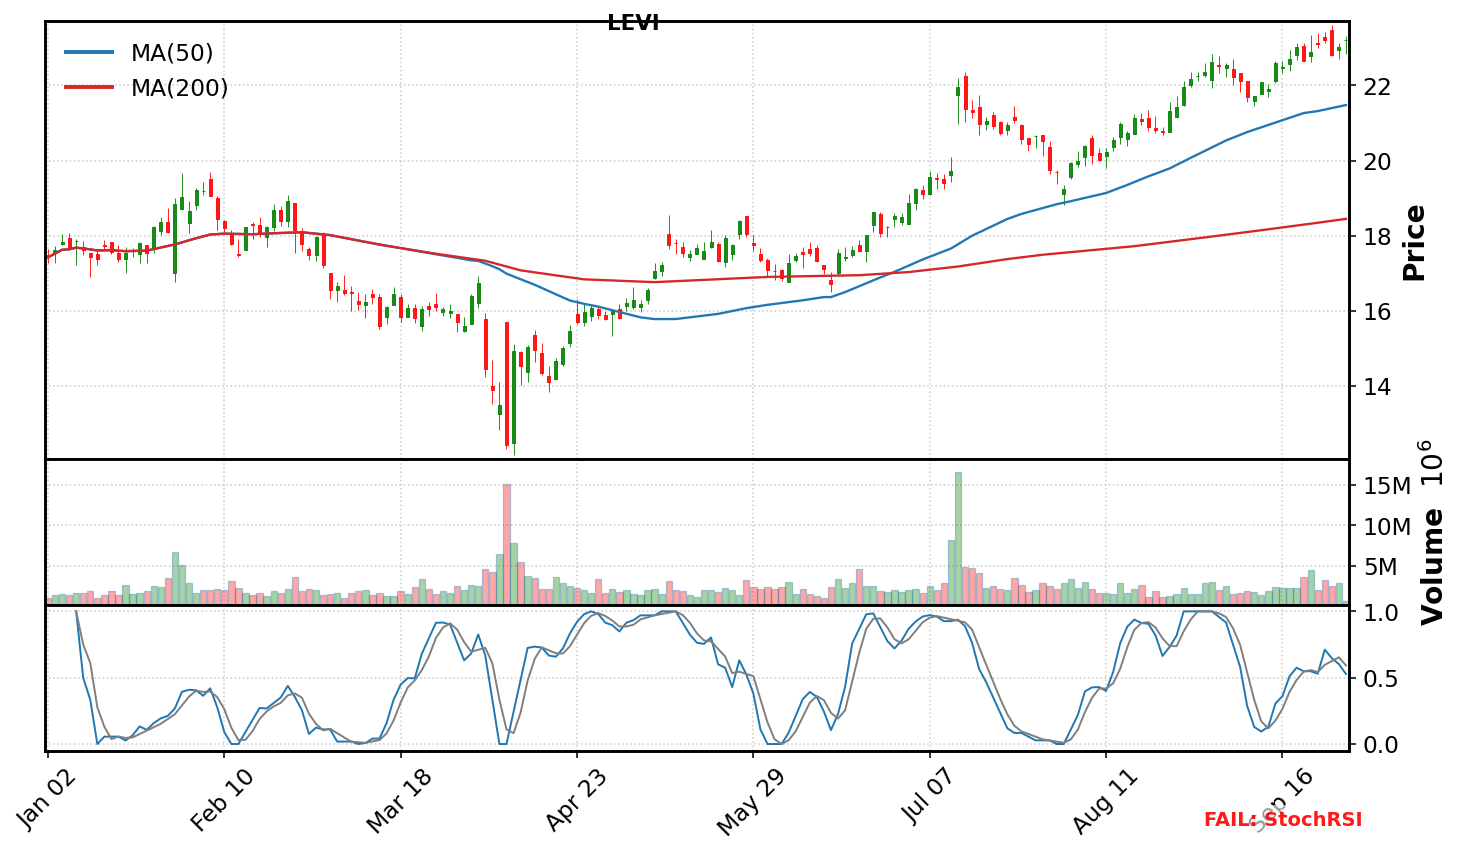 LEVI
MA(50)
MA(200)
22
20
18
16
14
Price
15M
10M
5M
Volume 10^6
1.0
0.5
0.0
Jan 02
Feb 10
Mar 18
Apr 23
May 29
Jul 07
Aug 11
Sep 16
FAIL: StochRSI